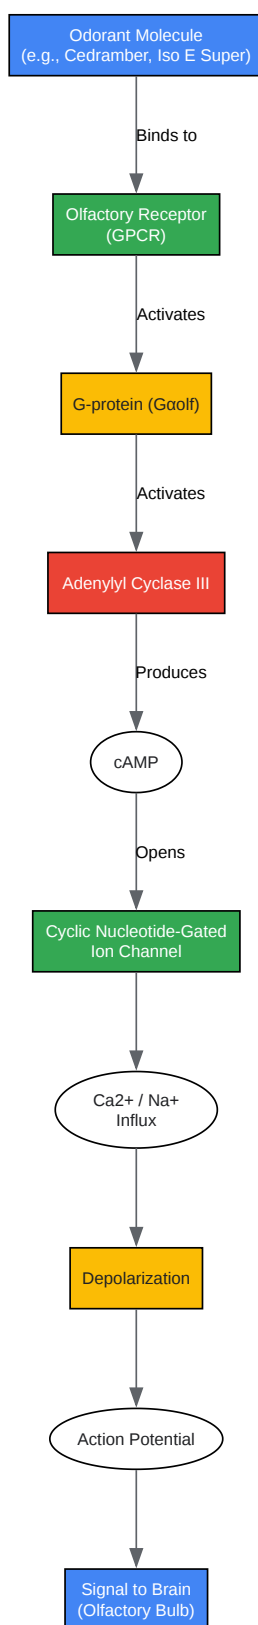 Odorant Molecule
(e.g., Cedramber, Iso E Super)
Binds to
Olfactory Receptor
(GPCR)
Activates
G-protein (Gαolf)
Activates
Adenylyl Cyclase III
Produces
cAMP
Opens
Cyclic Nucleotide-Gated
Ion Channel
Ca2+ / Na+
Influx
Depolarization
Action Potential
Signal to Brain
(Olfactory Bulb)